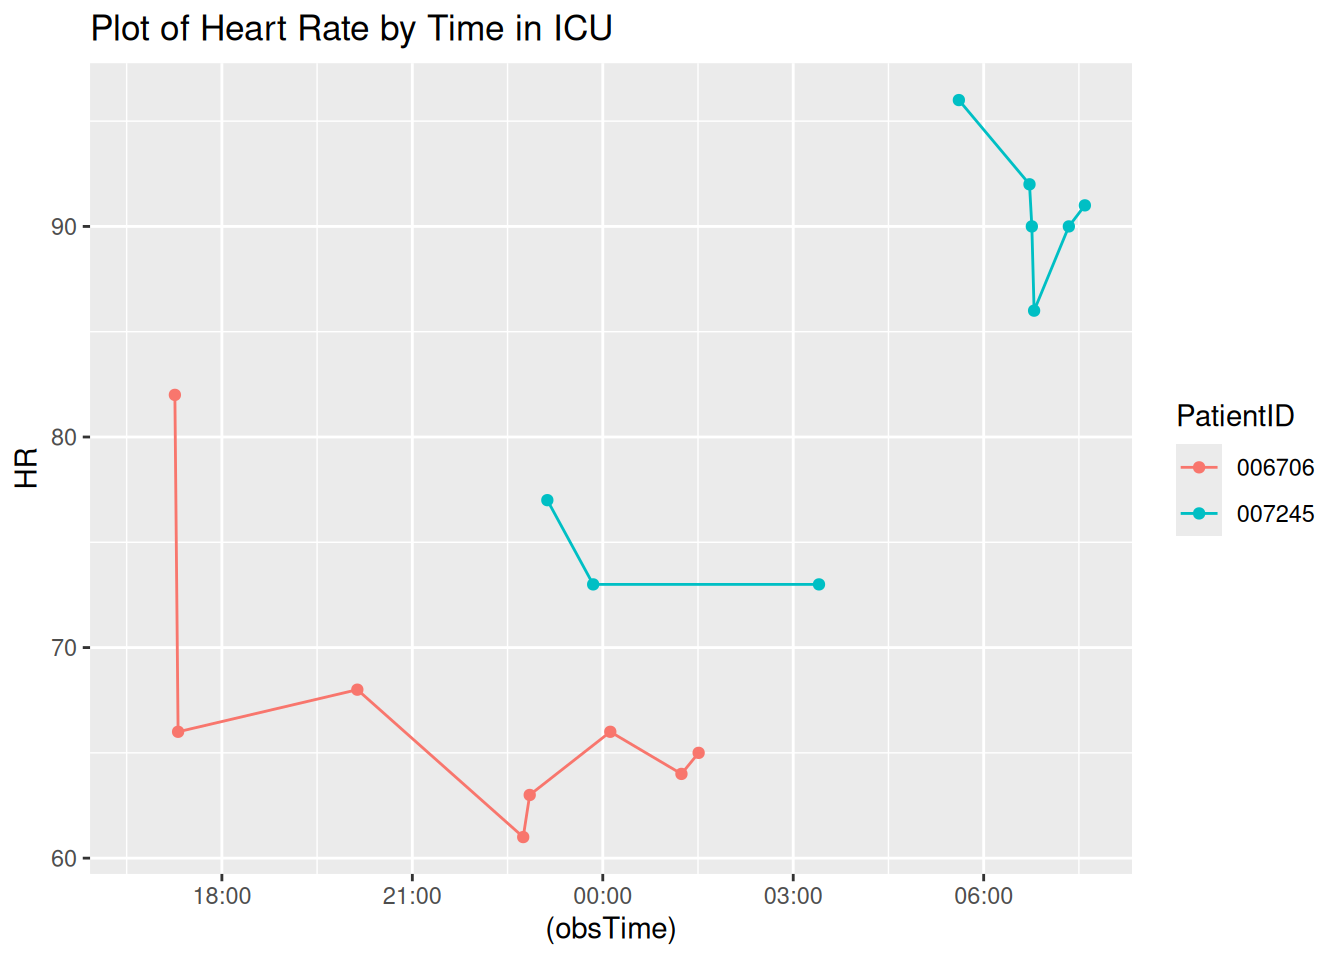 Plot of Heart Rate by Time in ICU
HR
90
80
70
60
18:00 21:00 00:00 03:00 06:00
(obsTime)
PatientID
006706
007245